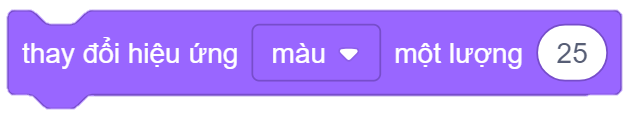 thay đổi hiệu ứng màu một lượng 25